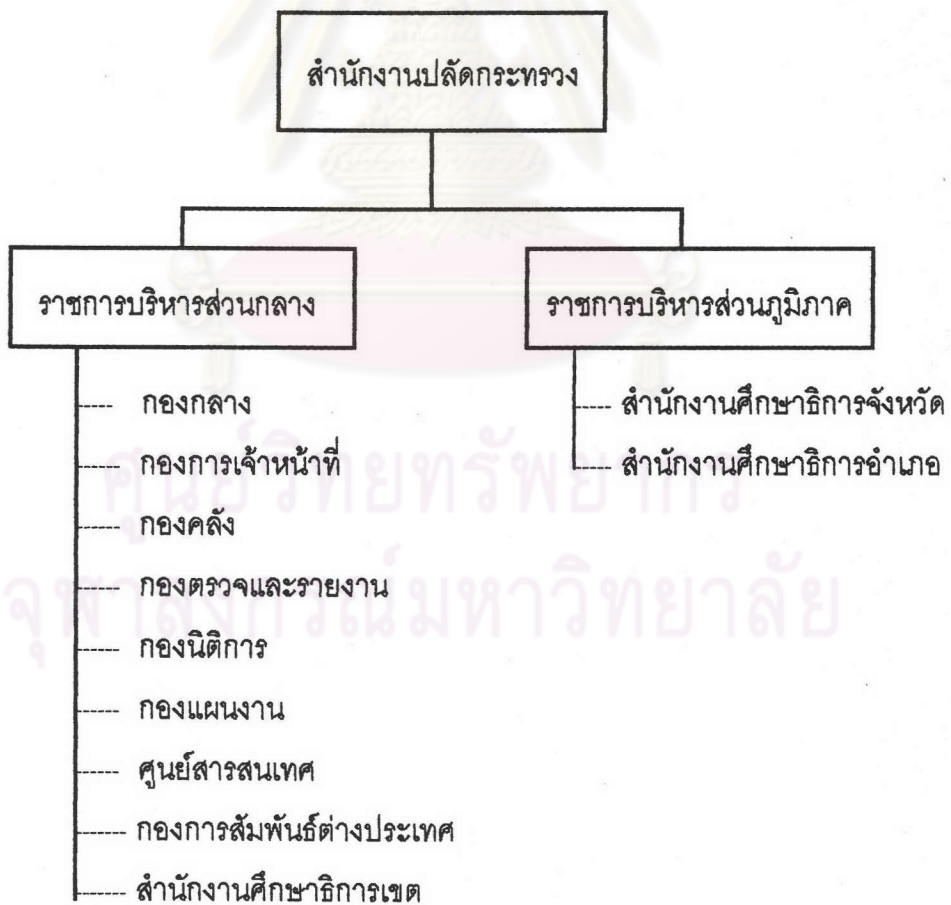 สำนักงานปลัดกระทรวง
ราชการบริหารส่วนกลาง
กองกลาง
กองการเจ้าหน้าที่
กองคลัง
กองตรวจและรายงาน
กองนิติการ
กองแผนงาน
ศูนย์สารสนเทศ
กองการสัมพันธ์ต่างประเทศ
สำนักงานศึกษาธิการเขต
ราชการบริหารส่วนภูมิภาค
สำนักงานศึกษาธิการจังหวัด
สำนักงานศึกษาธิการอำเภอ
ศูนย์วิทยทรัพยากร
จุฬาลงกรณ์มหาวิทยาลัย